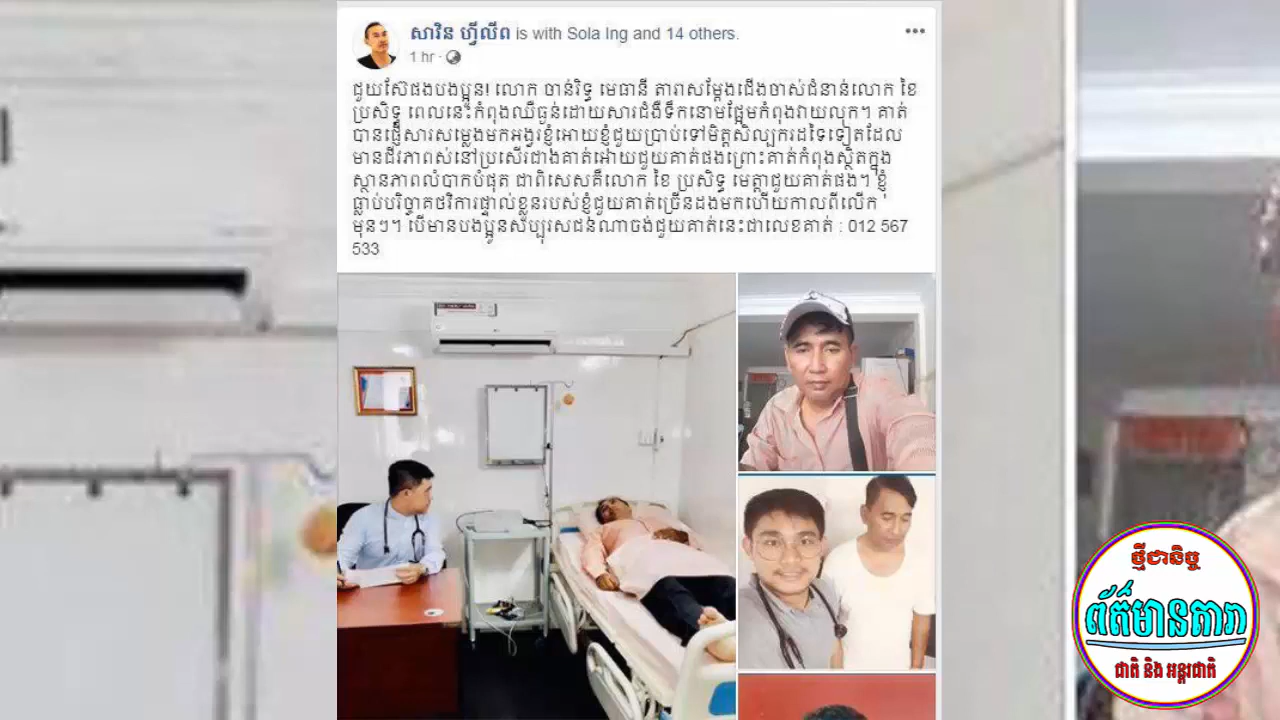 សាវិន ហ្វីលីព is with Sola Ing and 14 others.
1 hr ·
ជួយស៊ែផងបងប្អូន! លោក ចាន់រិទ្ធ មេធានី តារាសម្តែងជើងចាស់ជំនាន់លោក ខៃ
ប្រសិទ្ធ ពេលនេះកំពុងឈឺធ្ងន់ដោយសារជំងឺទឹកនោមផ្អែមកំពុងវាយលុក។ គាត់
បានផ្ញើសារសម្លេងមកអង្វរខ្ញុំអោយខ្ញុំជួយប្រាប់ទៅមិត្តសិល្បករដទៃទៀតដែល
មានជីវភាពរស់នៅប្រសើរជាងគាត់អោយជួយគាត់ផងព្រោះគាត់កំពុងស្ថិតក្នុង
ស្ថានភាពលំបាកបំផុត ជាពិសេសគឺលោក ខៃ ប្រសិទ្ធ មេត្តាជួយគាត់ផង។ ខ្ញុំ
ធ្លាប់បរិច្ចាគថវិការផ្ទាល់ខ្លួនរបស់ខ្ញុំជួយគាត់ច្រើនដងមកហើយកាលពីលើក
មុនៗ។ បើមានបងប្អូនសប្បុរសជនណាចង់ជួយគាត់នេះជាលេខគាត់ : 012 567
533
ថ្មីជានិច្ច
ព័ត៌មានតារា
ជាតិ និង អន្តរជាតិ